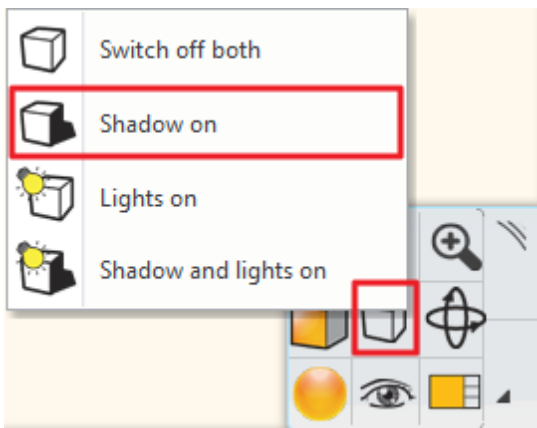 Switch off both
Shadow on
Lights on
Shadow and lights on